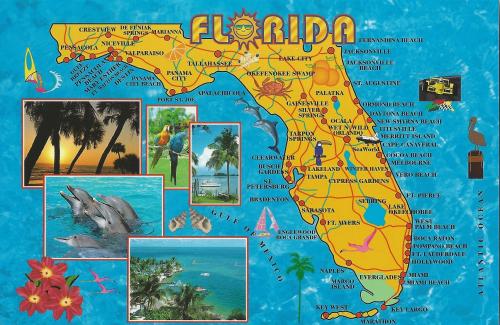 FLORIDA
CRESTVIEW
DE FUNIAK
SPRINGS
MARIANNA
NICEVILLE
PENSACOLA
VALPARAISO
PANAMA
CITY
PANAMA
CITY BEACH
PORT ST. JOE
TALLAHASSEE
APALACHICOLA
LAKE CITY
OKEFENOKEE SWAMP
FERNANDINA BEACH
JACKSONVILLE
JACKSONVILLE
BEACH
ST. AUGUSTINE
PALATKA
GAINESVILLE
SILVER
SPRINGS
OCALA
WET N WILD
ORLANDO
SeaWorld
ORMOND BEACH
DAYTONA BEACH
NEW SMYRNA BEACH
TITUSVILLE
MERRITT ISLAND
CAPE CANAVERAL
COCOA BEACH
MELBOURNE
VERO BEACH
TARPON
SPRINGS
CLEARWATER
BUSCH
GARDENS
ST.
PETERSBURG
BRADENTON
LAKELAND
TAMPA
WINTER HAVEN
CYPRESS GARDENS
SEBRING
FT. PIERCE
LAKE
OKEECHOBEE
WEST
PALM BEACH
SARASOTA
FT. MYERS
ENGLEWOOD
BOCA GRANDE
BOCA RATON
POMPANO BEACH
FT. LAUDERDALE
HOLLYWOOD
GULF OF MEXICO
ATLANTIC OCEAN
NAPLES
MARCO
ISLAND
EVERGLADES
MIAMI
MIAMI BEACH
KEY WEST
KEY LARGO
MARATHON